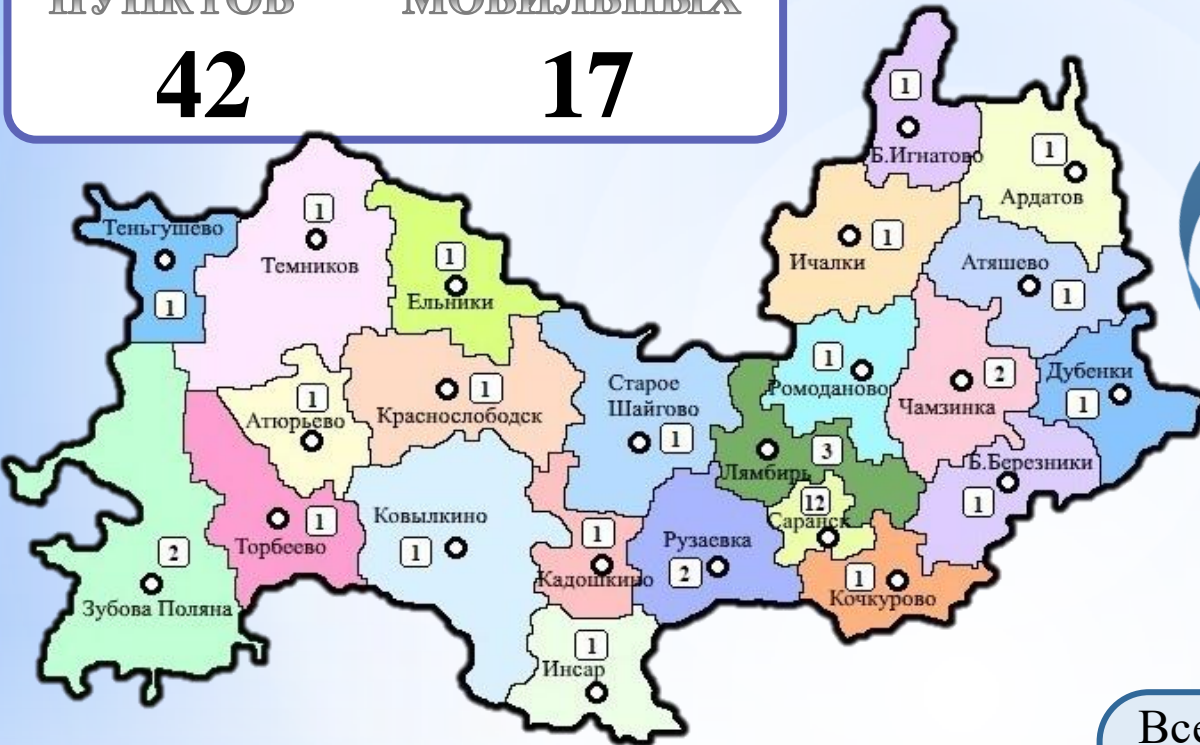 ПУНКТОВ МОБИЛЬНЫХ
42 17
1
Б.Игнатово
1
Ардатов
Теньгушево
1
1
Темников
1
Ельники
1
Ичалки
Атяшево
1
1
Атюрьево
1
Краснослободск
Старое
Шайгово
1
1
Ромоданово
2
Чамзинка
Дубенки
1
Лямбирь
3
Б.Березники
1
12
Саранск
1
Торбеево
Ковылкино
1
2
Зубова Поляна
1
Кадошкино
Рузаевка
2
1
Кочкурово
1
Инсар